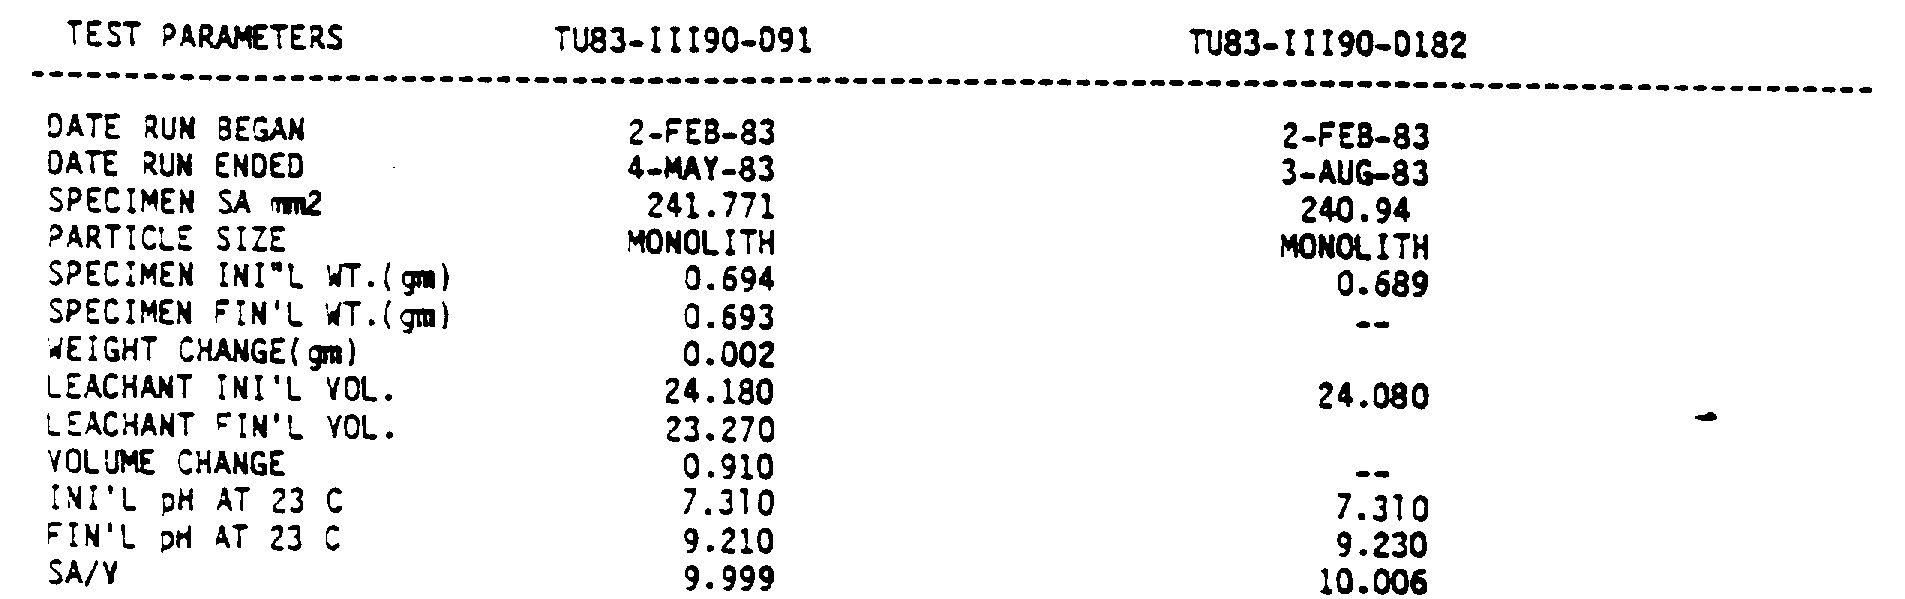 TEST PARAMETERS TU83-III90-D91 TU83-III90-D182
DATE RUN BEGAN 2-FEB-83 2-FEB-83
DATE RUN ENDED 4-MAY-83 3-AUG-83
SPECIMEN SA mm2 241.771 240.94
PARTICLE SIZE MONOLITH MONOLITH
SPECIMEN INI"L WT.(gm) 0.694 0.689
SPECIMEN FIN'L WT.(gm) 0.693 --
WEIGHT CHANGE(gm) 0.002
LEACHANT INI'L VOL. 24.180 24.080
LEACHANT FIN'L VOL. 23.270
VOLUME CHANGE 0.910 --
INI'L pH AT 23 C 7.310 7.310
FIN'L pH AT 23 C 9.210 9.230
SA/V 9.999 10.006